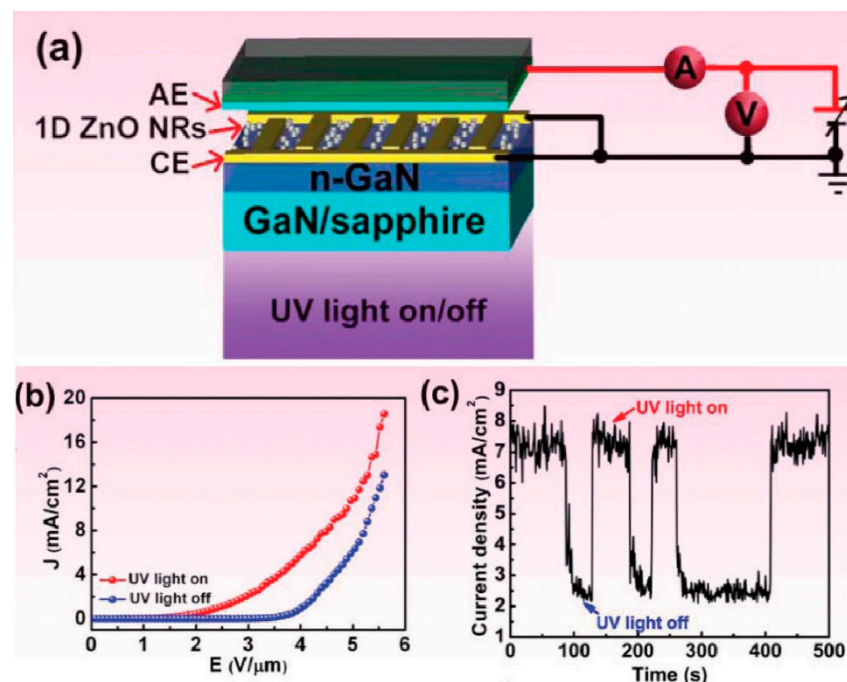 (a)
AE
1D ZnO NRs
CE
n-GaN
GaN/sapphire
UV light on/off
A
V
(b)
20
16
12
8
4
0
J (mA/cm²)
UV light on
UV light off
0 1 2 3 4 5 6
E (V/μm)
(c)
9
8
7
6
5
4
3
2
1
Current density (mA/cm²)
UV light on
UV light off
0 100 200 300 400 500
Time (s)